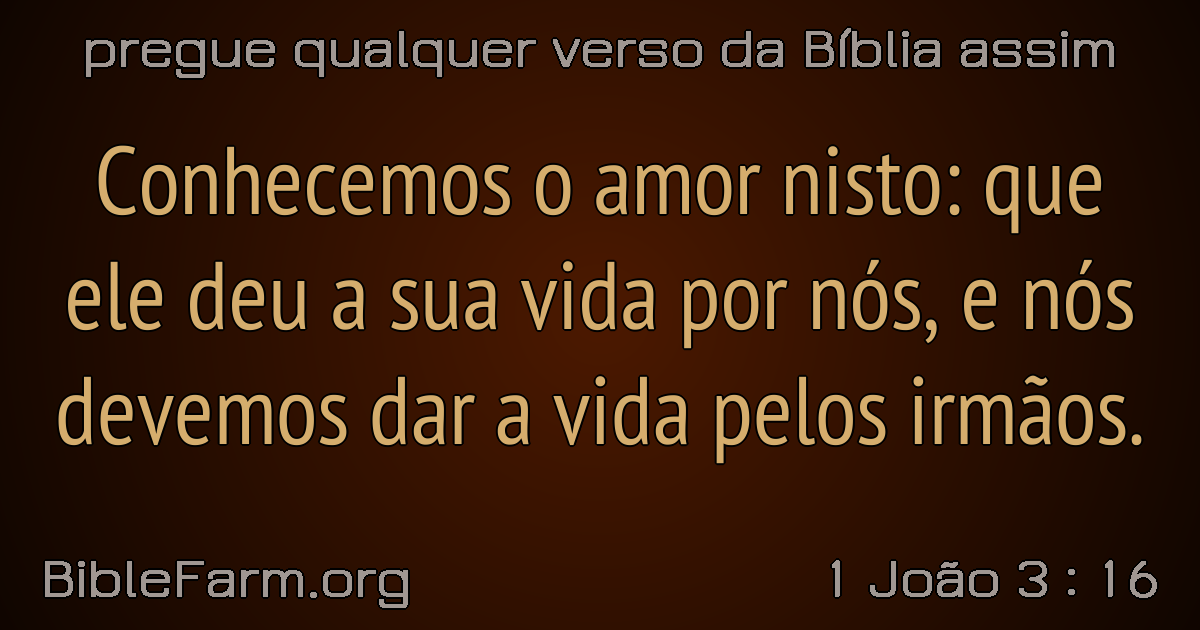 pregue qualquer verso da Bíblia assim
Conhecemos o amor nisto: que
ele deu a sua vida por nós, e nós
devemos dar a vida pelos irmãos.
BibleFarm.org
1 João 3 : 16